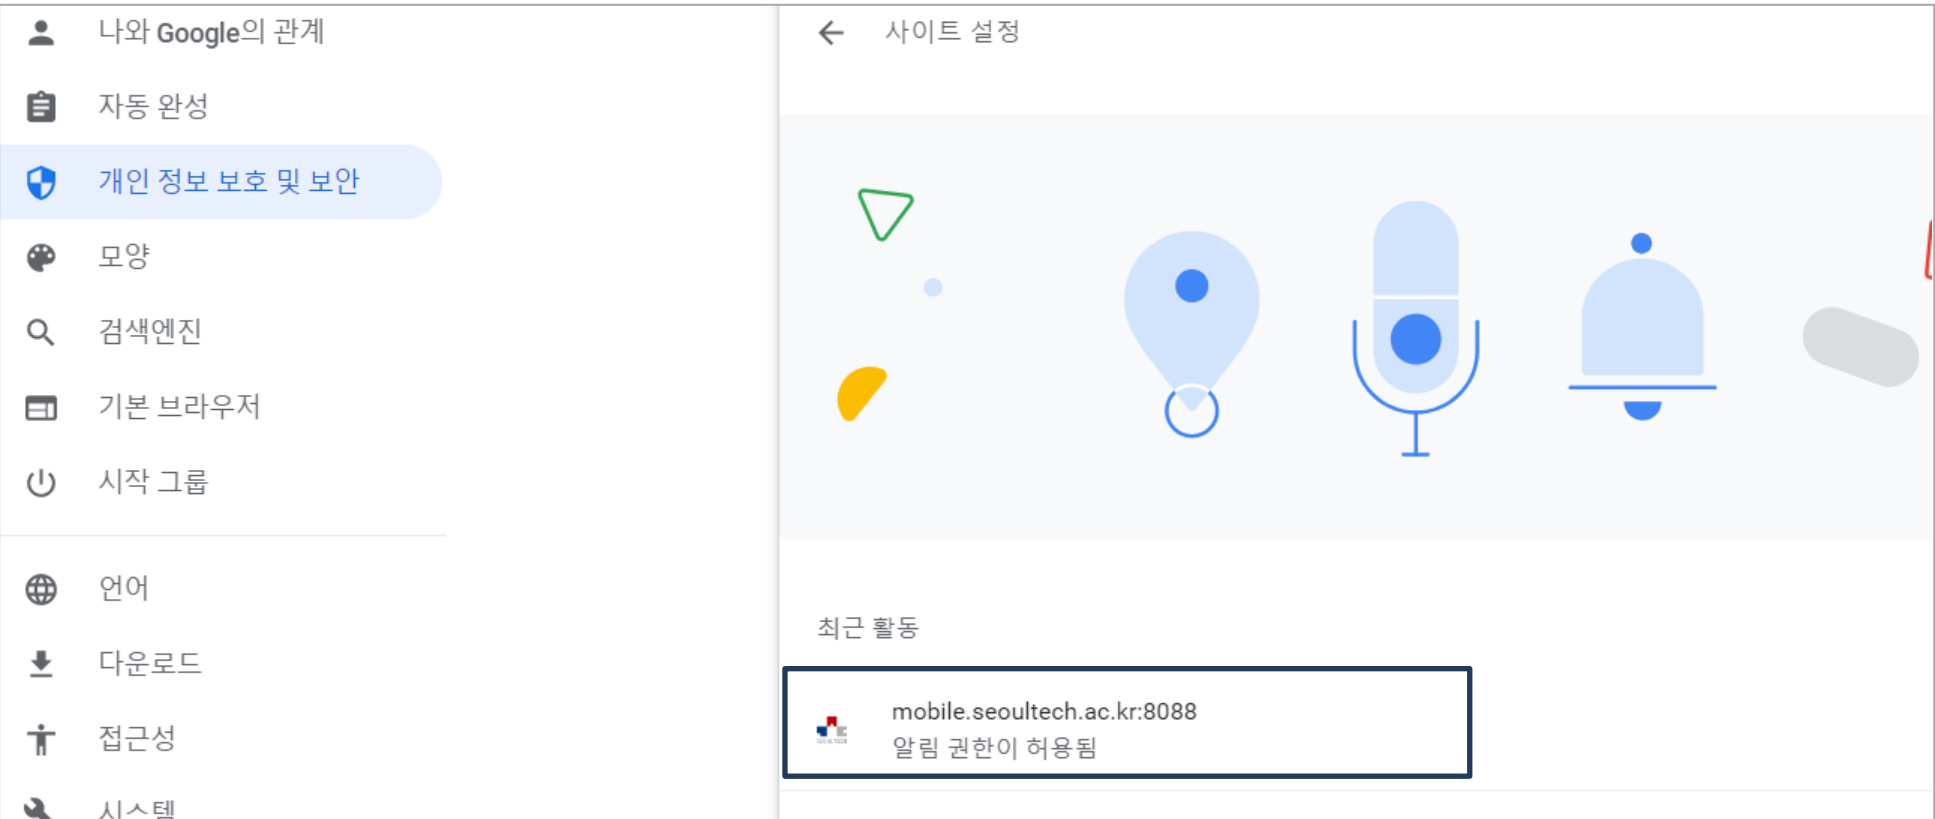 나와 Google의 관계
자동 완성
개인 정보 보호 및 보안
모양
검색엔진
기본 브라우저
시작 그룹
언어
다운로드
접근성
시스템
사이트 설정
최근 활동
mobile.seoultech.ac.kr:8088
알림 권한이 허용됨
SEOULTECH